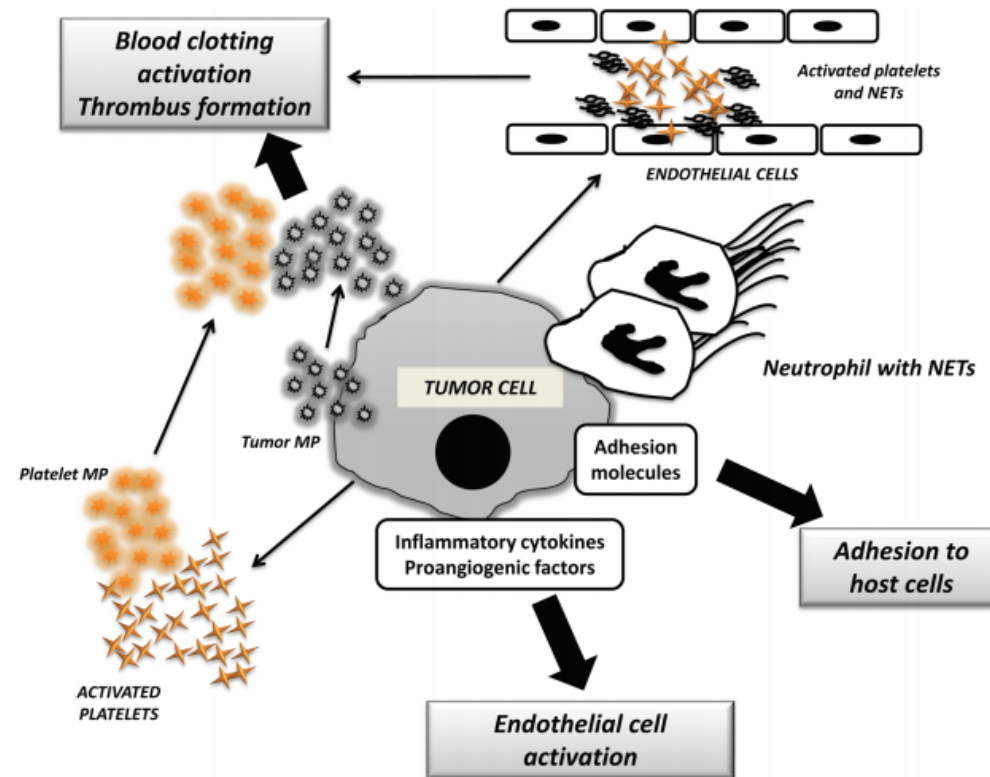 Blood clotting
activation
Thrombus formation
Activated platelets
and NETs
ENDOTHELIAL CELLS
Neutrophil with NETs
TUMOR CELL
Tumor MP
Adhesion
molecules
Platelet MP
Inflammatory cytokines
Proangiogenic factors
Adhesion to
host cells
ACTIVATED
PLATELETS
Endothelial cell
activation